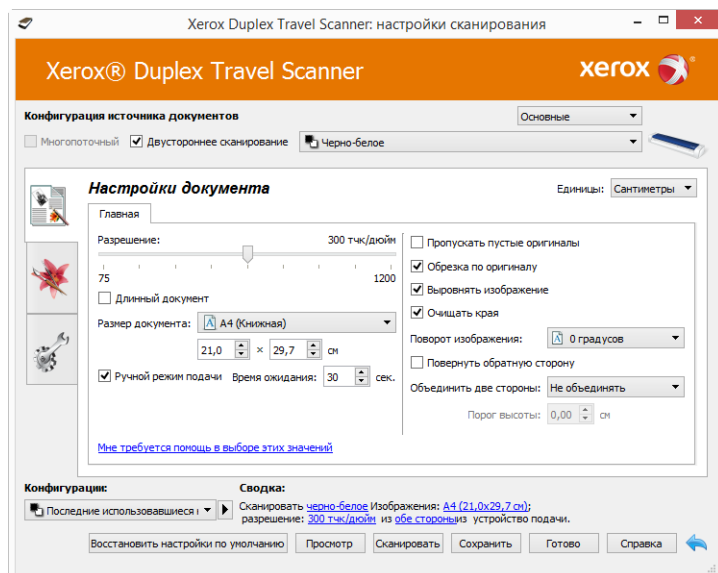 Xerox Duplex Travel Scanner: настройки сканирования
Xerox® Duplex Travel Scanner
xerox
Конфигурация источника документов
Основные
Многопоточный
Двустороннее сканирование
Черно-белое
Настройки документа
Единицы: Сантиметры
Главная
Разрешение: 300 тчк/дюйм
75 1200
Длинный документ
Размер документа: A4 (Книжная)
21,0 × 29,7 см
Ручной режим подачи Время ожидания: 30 сек.
Мне требуется помощь в выборе этих значений
Пропускать пустые оригиналы
Обрезка по оригиналу
Выровнять изображение
Очищать края
Поворот изображения: 0 градусов
Повернуть обратную сторону
Объединить две стороны: Не объединять
Порог высоты: 0,00 см
Конфигурации:
Последние использовавшиеся
Сводка:
Сканировать черно-белое Изображения: A4 (21,0x29,7 см);
разрешение: 300 тчк/дюйм из обе стороныиз устройство подачи.
Восстановить настройки по умолчанию Просмотр Сканировать Сохранить Готово Справка